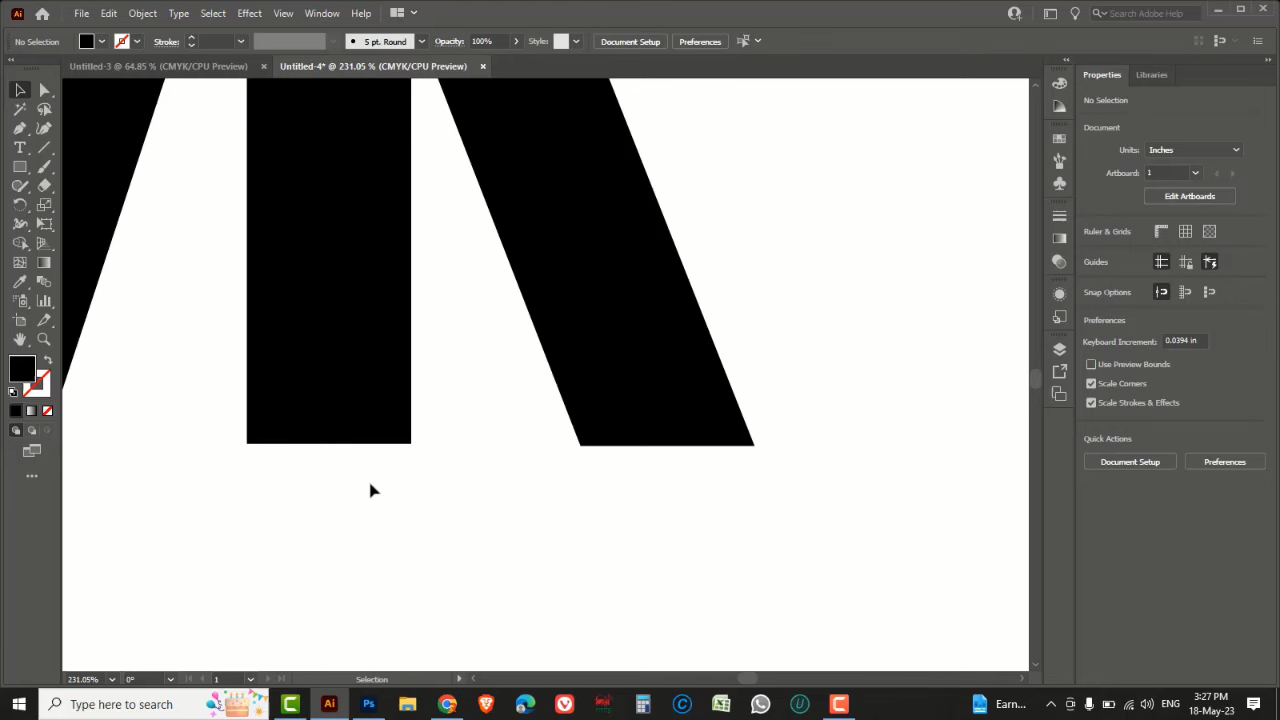 Ai File Edit Object Type Select Effect View Window Help Search Adobe Help
No Selection Stroke: 5 pt. Round Opacity: 100% Style: Document Setup Preferences
Untitled-3 @ 64.85 % (CMYK/CPU Preview) × Untitled-4* @ 231.05 % (CMYK/CPU Preview) ×
Properties Libraries
No Selection
Document
Units: Inches
Artboard: 1
Edit Artboards
Ruler & Grids
Guides
Snap Options
Preferences
Keyboard Increment: 0.0394 in
Use Preview Bounds
Scale Corners
Scale Strokes & Effects
Quick Actions
Document Setup Preferences
231.05% 0° 1 Selection
Type here to search Ai Ps Earn... ENG 3:27 PM
18-May-23